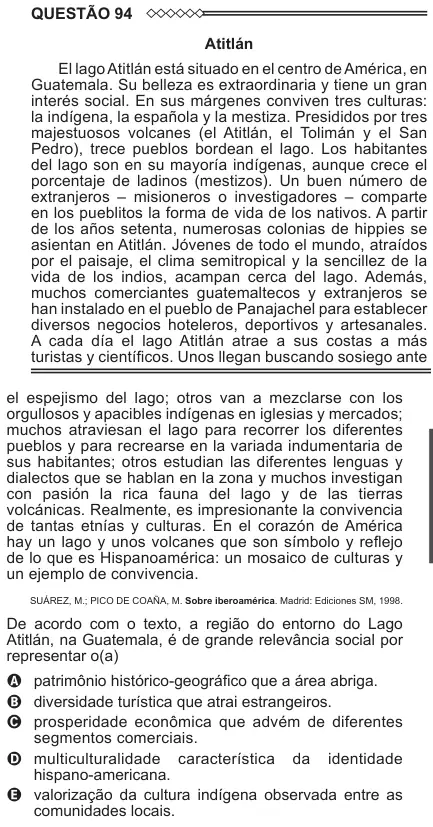 QUESTÃO 94
Atitlán
El lago Atitlán está situado en el centro de América, en
Guatemala. Su belleza es extraordinaria y tiene un gran
interés social. En sus márgenes conviven tres culturas:
la indígena, la española y la mestiza. Presididos por tres
majestuosos volcanes (el Atitlán, el Tolimán y el San
Pedro), trece pueblos bordean el lago. Los habitantes
del lago son en su mayoría indígenas, aunque crece el
porcentaje de ladinos (mestizos). Un buen número de
extranjeros – misioneros o investigadores – comparte
en los pueblitos la forma de vida de los nativos. A partir
de los años setenta, numerosas colonias de hippies se
asientan en Atitlán. Jóvenes de todo el mundo, atraídos
por el paisaje, el clima semitropical y la sencillez de la
vida de los indios, acampan cerca del lago. Además,
muchos comerciantes guatemaltecos y extranjeros se
han instalado en el pueblo de Panajachel para establecer
diversos negocios hoteleros, deportivos y artesanales.
A cada día el lago Atitlán atrae a sus costas a más
turistas y científicos. Unos llegan buscando sosiego ante
el espejismo del lago; otros van a mezclarse con los
orgullosos y apacibles indígenas en iglesias y mercados;
muchos atraviesan el lago para recorrer los diferentes
pueblos y para recrearse en la variada indumentaria de
sus habitantes; otros estudian las diferentes lenguas y
dialectos que se hablan en la zona y muchos investigan
con pasión la rica fauna del lago y de las tierras
volcánicas. Realmente, es impresionante la convivencia
de tantas etnías y culturas. En el corazón de América
hay un lago y unos volcanes que son símbolo y reflejo
de lo que es Hispanoamérica: un mosaico de culturas y
un ejemplo de convivencia.
SUÁREZ, M.; PICO DE COAÑA, M. Sobre iberoamérica. Madrid: Ediciones SM, 1998.
De acordo com o texto, a região do entorno do Lago
Atitlán, na Guatemala, é de grande relevância social por
representar o(a)
A patrimônio histórico-geográfico que a área abriga.
B diversidade turística que atrai estrangeiros.
C prosperidade econômica que advém de diferentes
segmentos comerciais.
D multiculturalidade característica da identidade
hispano-americana.
E valorização da cultura indígena observada entre as
comunidades locais.